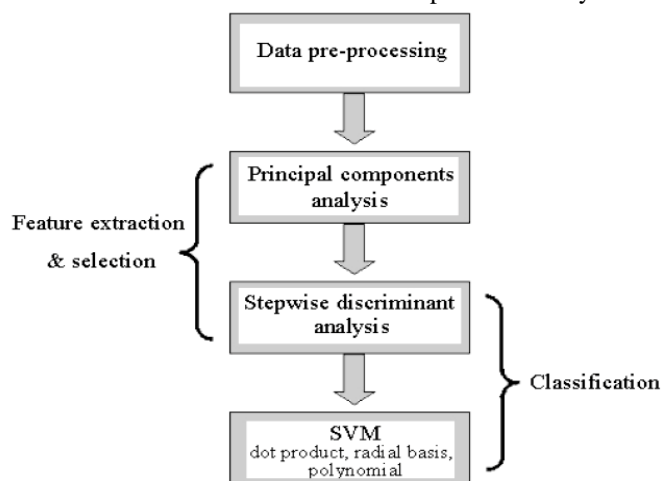 Data pre-processing
Principal components
analysis
Feature extraction
& selection
Stepwise discriminant
analysis
Classification
SVM
dot product, radial basis,
polynomial